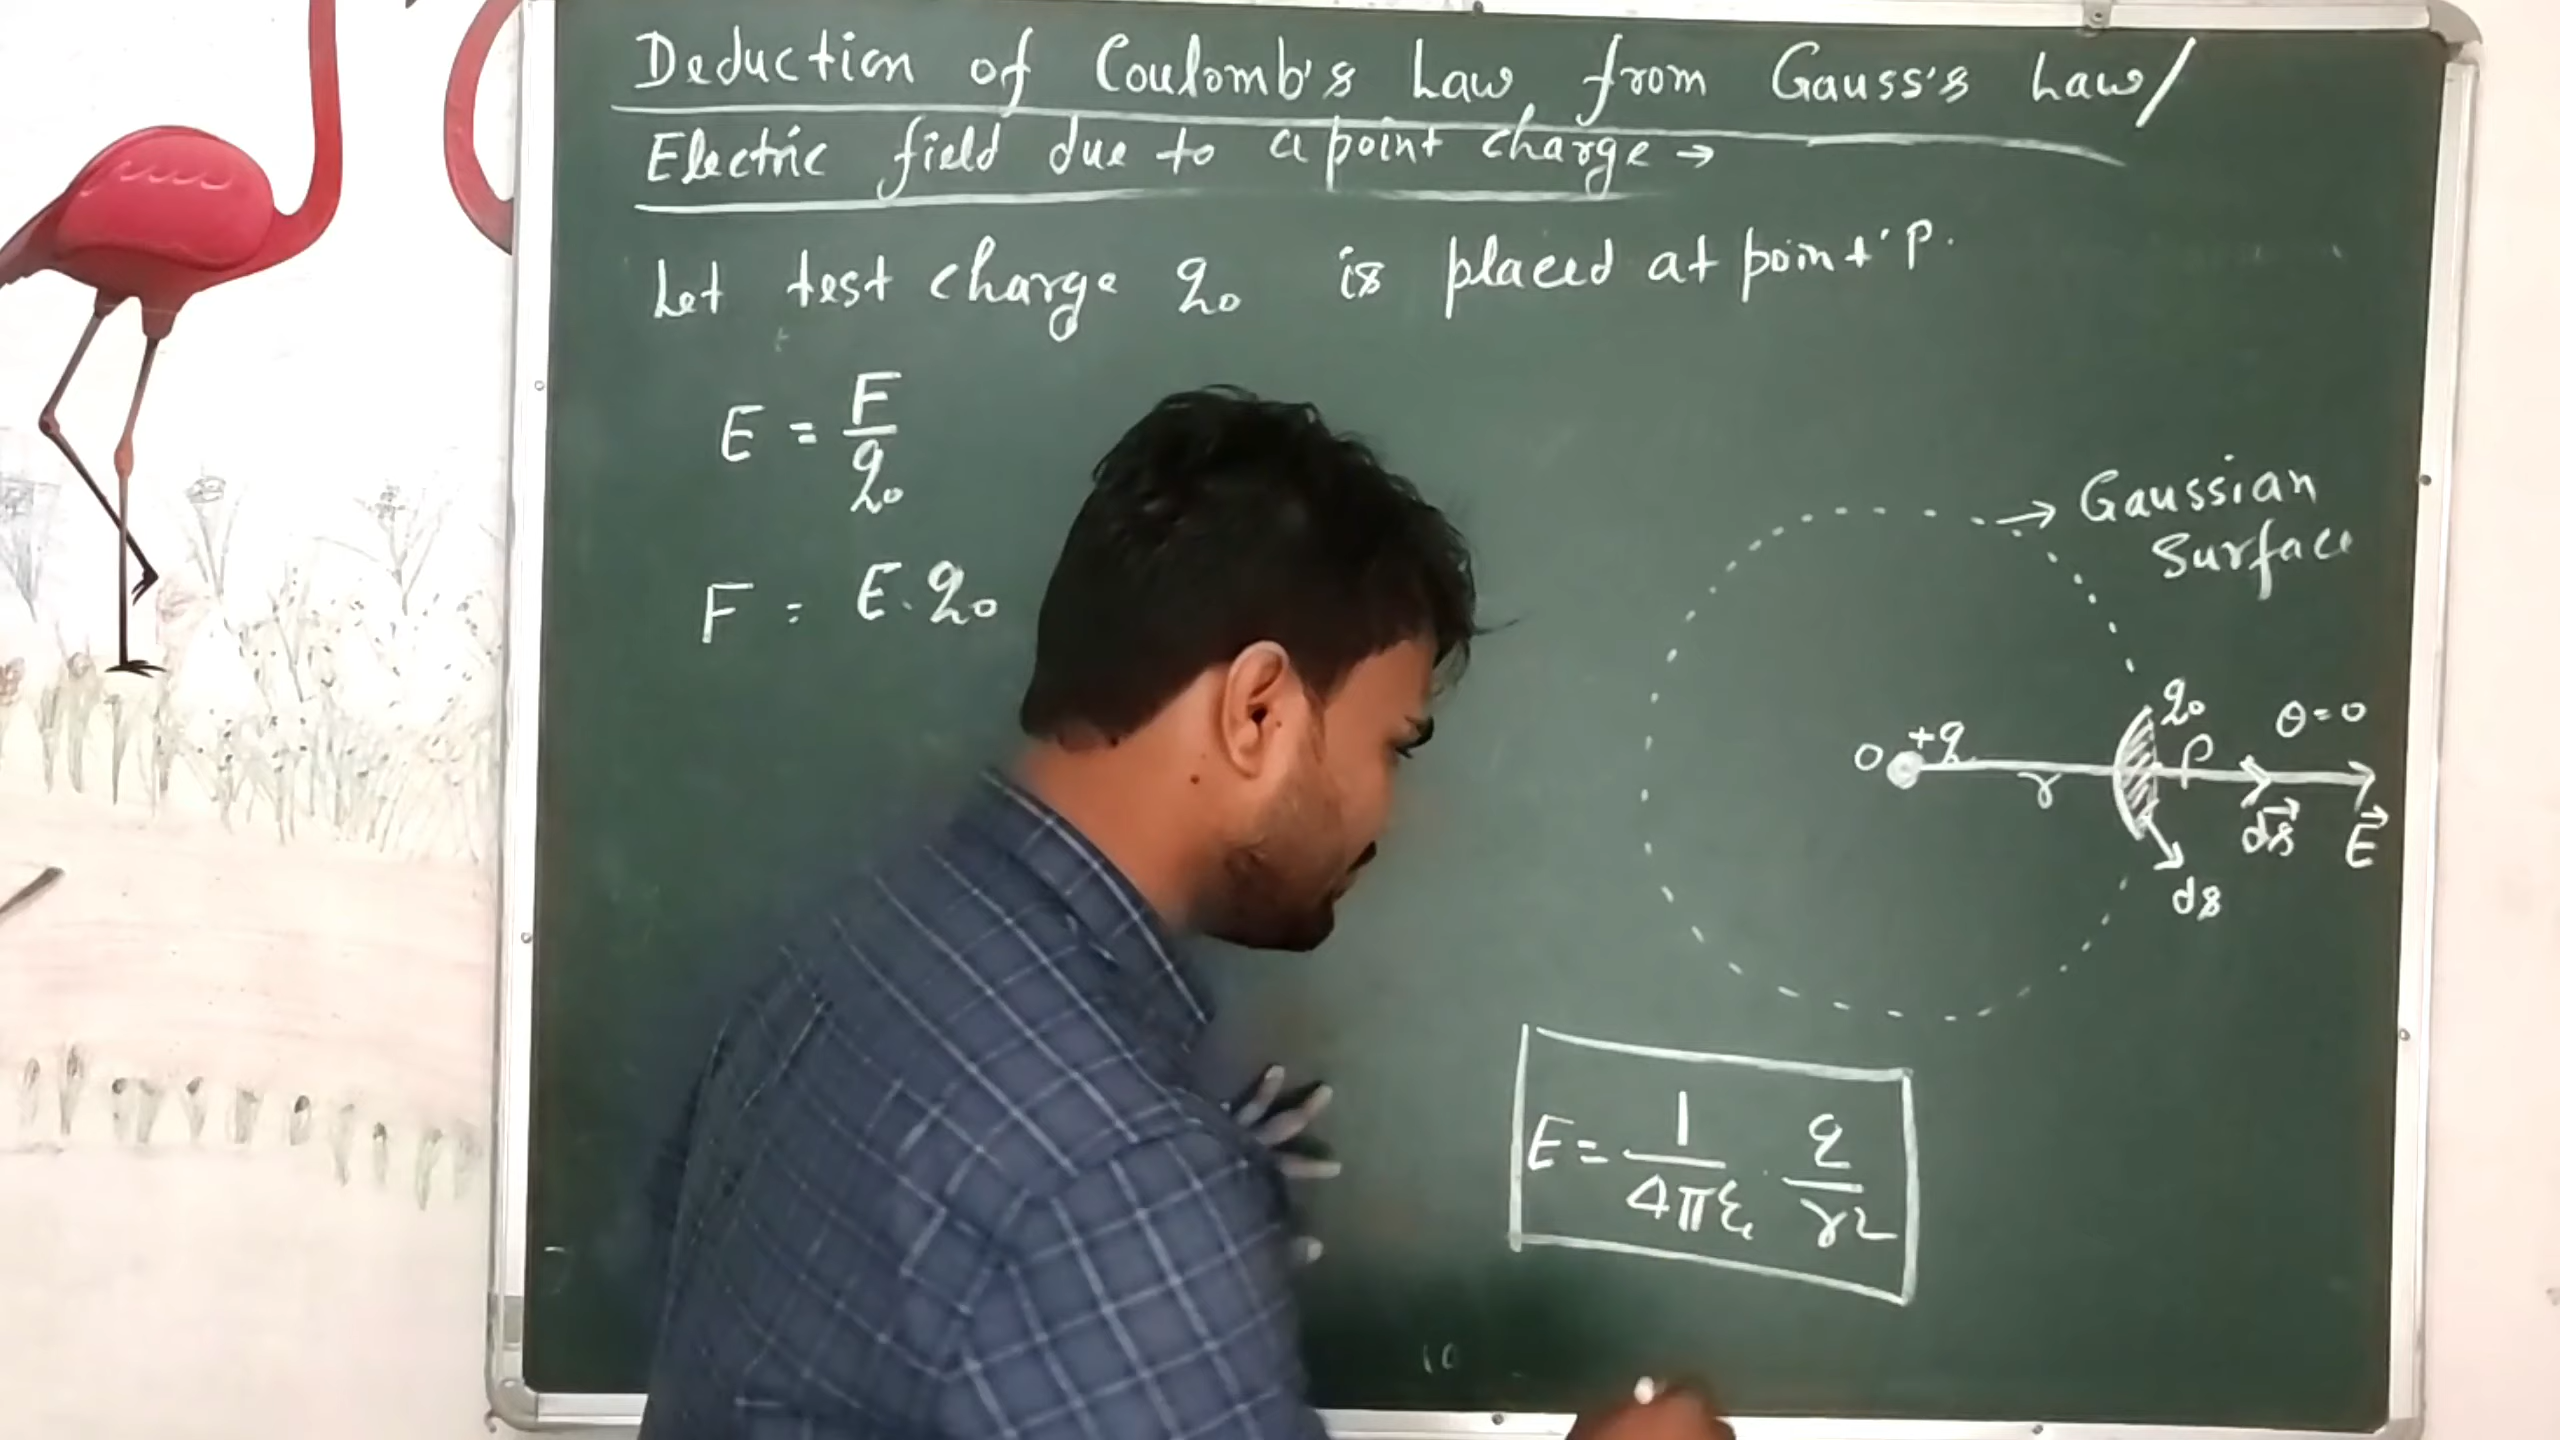 Deduction of Coulomb's Law from Gauss's Law/
Electric field due to a point charge →
Let test charge q₀ is placed at point 'P.
E = F/q₀
F = E.q₀
→ Gaussian
Surface
q₀
θ=0
O +q
r
P
ds⃗
E⃗
ds
E = 1/4πε₀ . q/r²